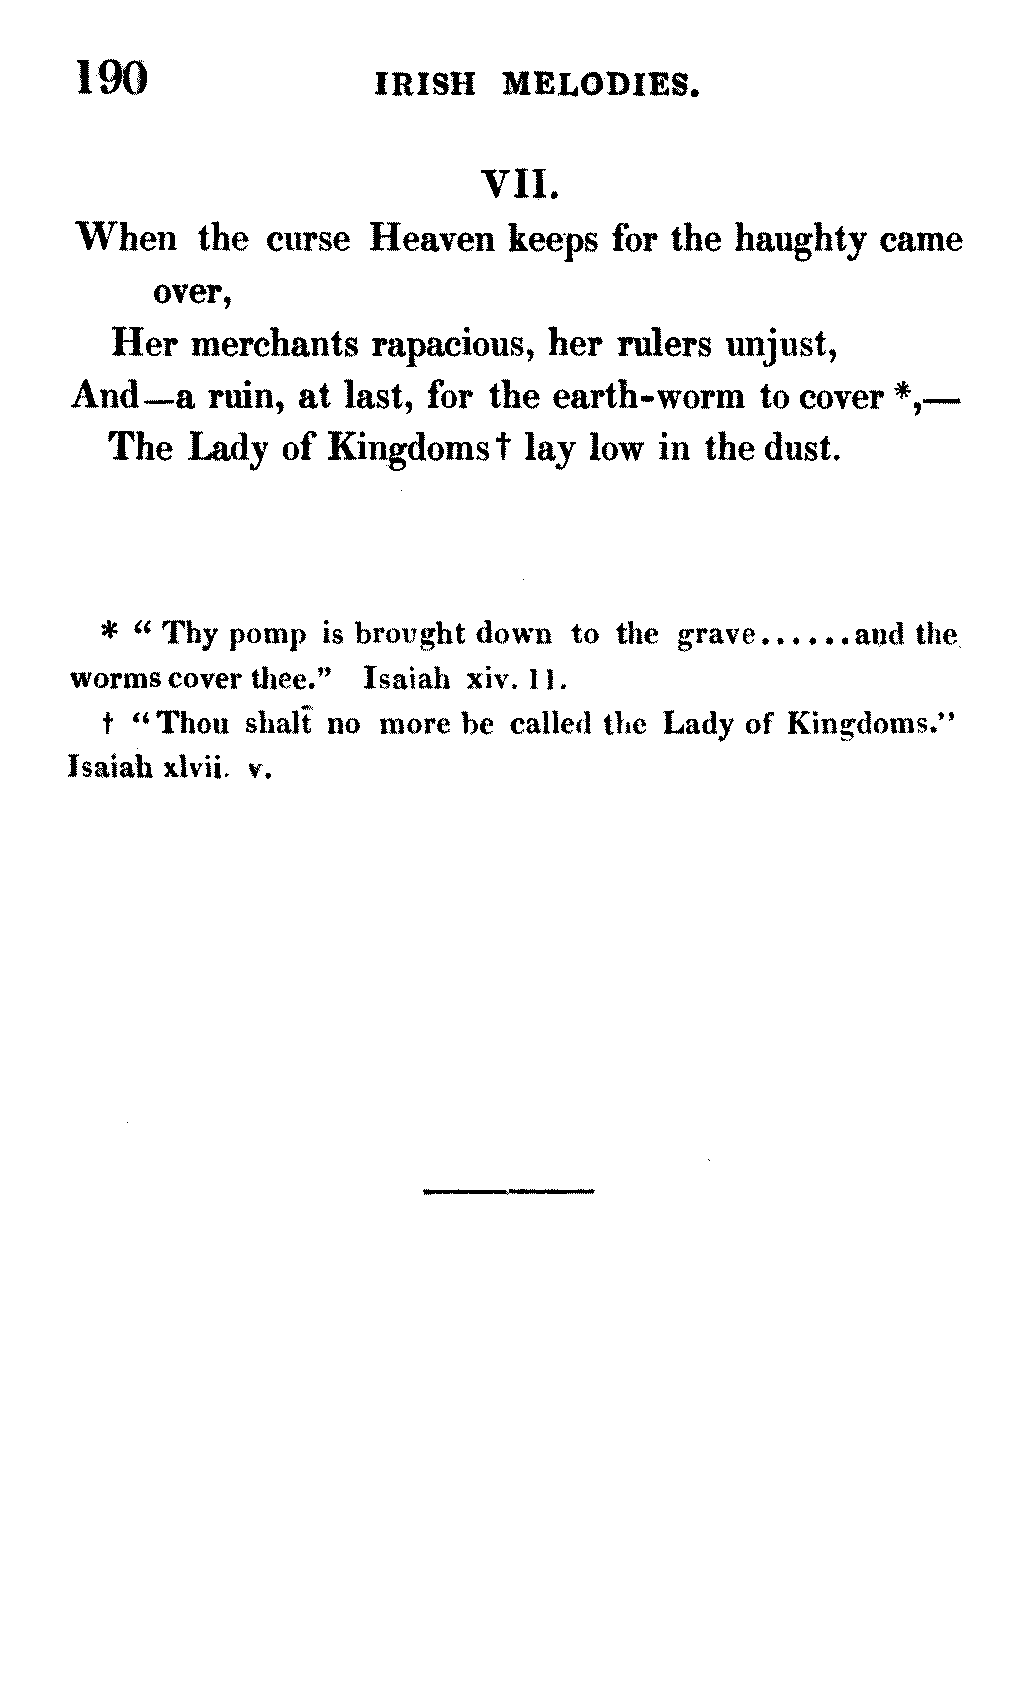 190 IRISH MELODIES.
VII.
When the curse Heaven keeps for the haughty came
over,
Her merchants rapacious, her rulers unjust,
And—a ruin, at last, for the earth-worm to cover *,—
The Lady of Kingdoms † lay low in the dust.
* “ Thy pomp is brought down to the grave......and the
worms cover thee.” Isaiah xiv. 11.
† “Thou shalt no more be called the Lady of Kingdoms.”
Isaiah xlvii. v.